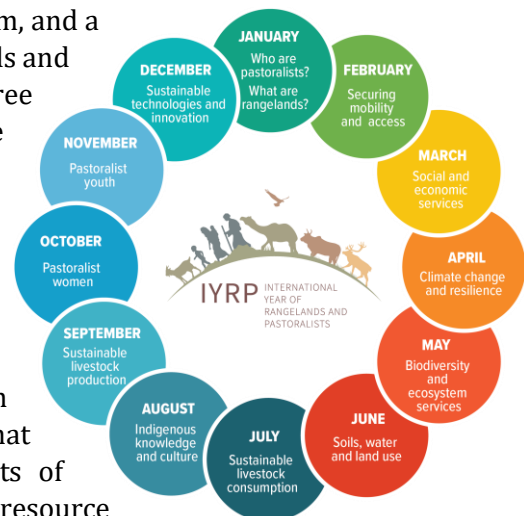 m, and a
ls and
ree
e
n
nat
ts of
resource
JANUARY
Who are
pastoralists?
What are
rangelands?
FEBRUARY
Securing
mobility
and access
MARCH
Social and
economic
services
APRIL
Climate change
and resilience
MAY
Biodiversity
and
ecosystem
services
JUNE
Soils, water
and land use
JULY
Sustainable
livestock
consumption
AUGUST
Indigenous
knowledge
and culture
SEPTEMBER
Sustainable
livestock
production
OCTOBER
Pastoralist
women
NOVEMBER
Pastoralist
youth
DECEMBER
Sustainable
technologies and
innovation
IYRP
INTERNATIONAL
YEAR OF
RANGELANDS AND
PASTORALISTS